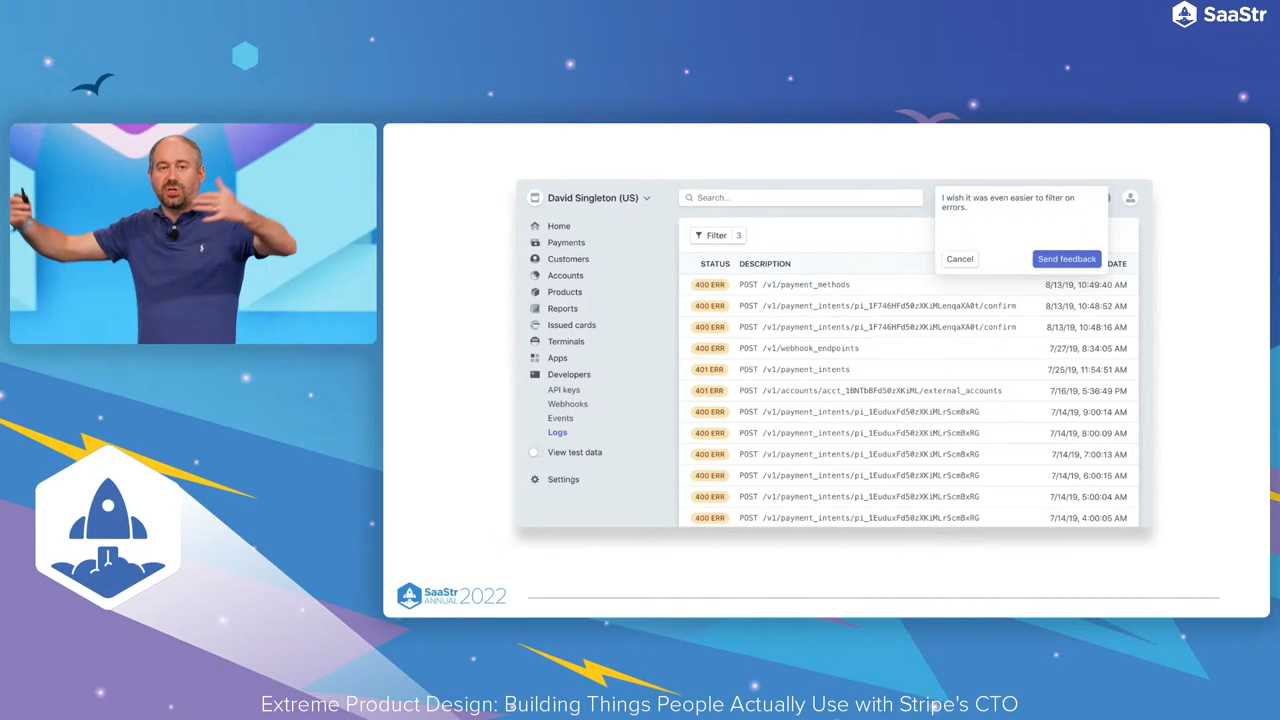 SaaStr
David Singleton (US)
Search...
I wish it was even easier to filter on
errors.
Cancel
Send feedback
Home
Payments
Customers
Accounts
Products
Reports
Issued cards
Terminals
Apps
Developers
API keys
Webhooks
Events
Logs
View test data
Settings
Filter 3
STATUS DESCRIPTION DATE
400 ERR POST /v1/payment_methods 8/13/19, 10:49:40 AM
400 ERR POST /v1/payment_intents/pi_1F746HFd50zXKiMLenqaXA0t/confirm 8/13/19, 10:48:52 AM
400 ERR POST /v1/payment_intents/pi_1F746HFd50zXKiMLenqaXA0t/confirm 8/13/19, 10:48:16 AM
400 ERR POST /v1/webhook_endpoints 7/27/19, 8:34:05 AM
401 ERR POST /v1/payment_intents 7/25/19, 11:54:51 AM
401 ERR POST /v1/accounts/acct_1BNTbBFd50zXKiML/external_accounts 7/16/19, 5:36:49 PM
400 ERR POST /v1/payment_intents/pi_1EuduxFd50zXKiMLrScmBxRG 7/14/19, 9:00:14 AM
400 ERR POST /v1/payment_intents/pi_1EuduxFd50zXKiMLrScmBxRG 7/14/19, 8:00:09 AM
400 ERR POST /v1/payment_intents/pi_1EuduxFd50zXKiMLrScmBxRG 7/14/19, 7:00:13 AM
400 ERR POST /v1/payment_intents/pi_1EuduxFd50zXKiMLrScmBxRG 7/14/19, 6:00:15 AM
400 ERR POST /v1/payment_intents/pi_1EuduxFd50zXKiMLrScmBxRG 7/14/19, 5:00:04 AM
400 ERR POST /v1/payment_intents/pi_1EuduxFd50zXKiMLrScmBxRG 7/14/19, 4:00:05 AM
SaaStr
ANNUAL 2022
Extreme Product Design: Building Things People Actually Use with Stripe's CTO